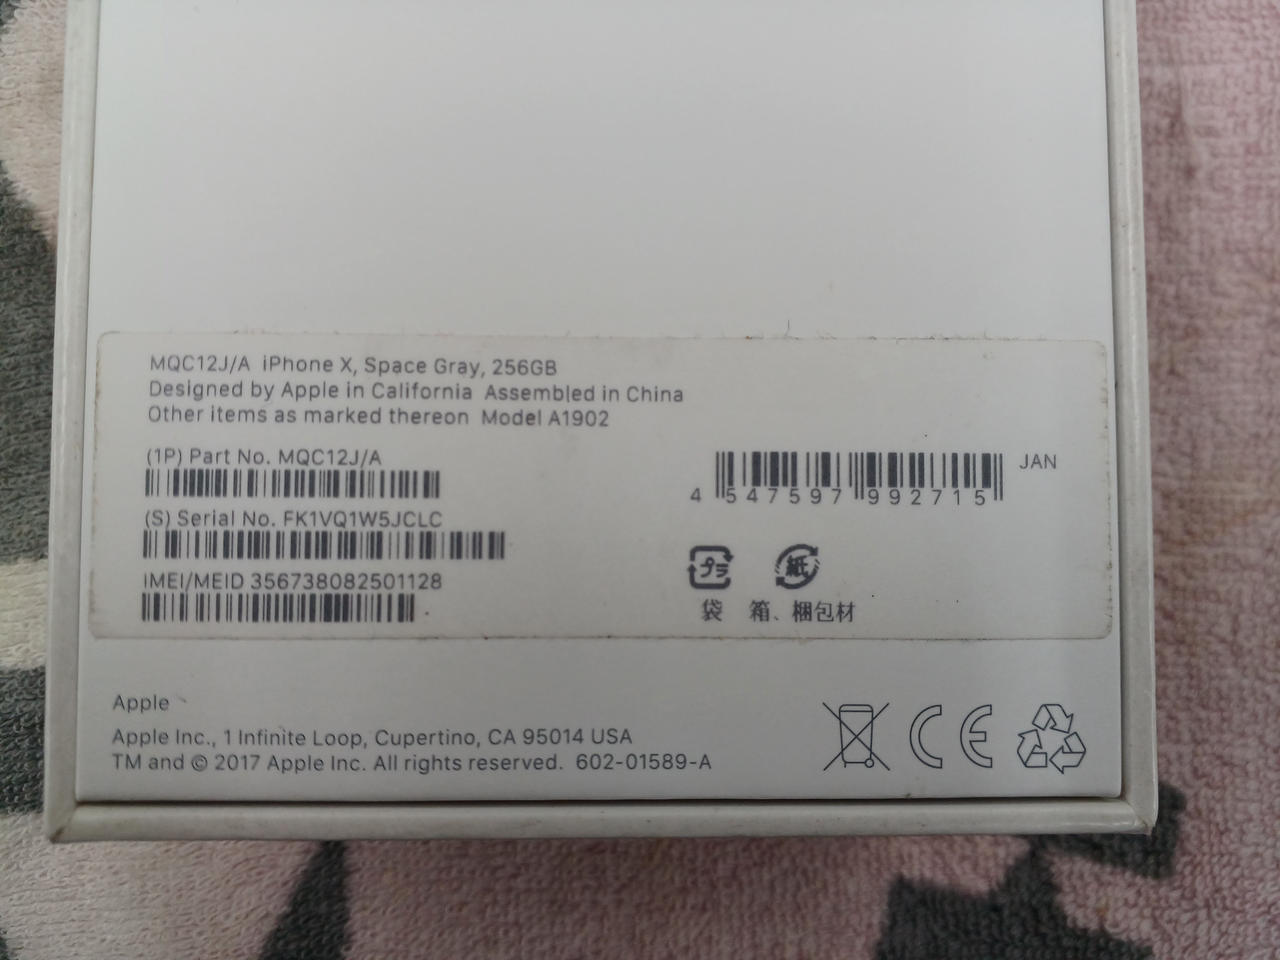 MQC12J/A iPhone X, Space Gray, 256GB
Designed by Apple in California Assembled in China
Other items as marked thereon Model A1902
(1P) Part No. MQC12J/A
(S) Serial No. FK1VQ1W5JCLC
IMEI/MEID 356738082501128
JAN
4 547597 992715
プラ 紙
袋 箱、梱包材
Apple
Apple Inc., 1 Infinite Loop, Cupertino, CA 95014 USA
TM and © 2017 Apple Inc. All rights reserved. 602-01589-A
CE